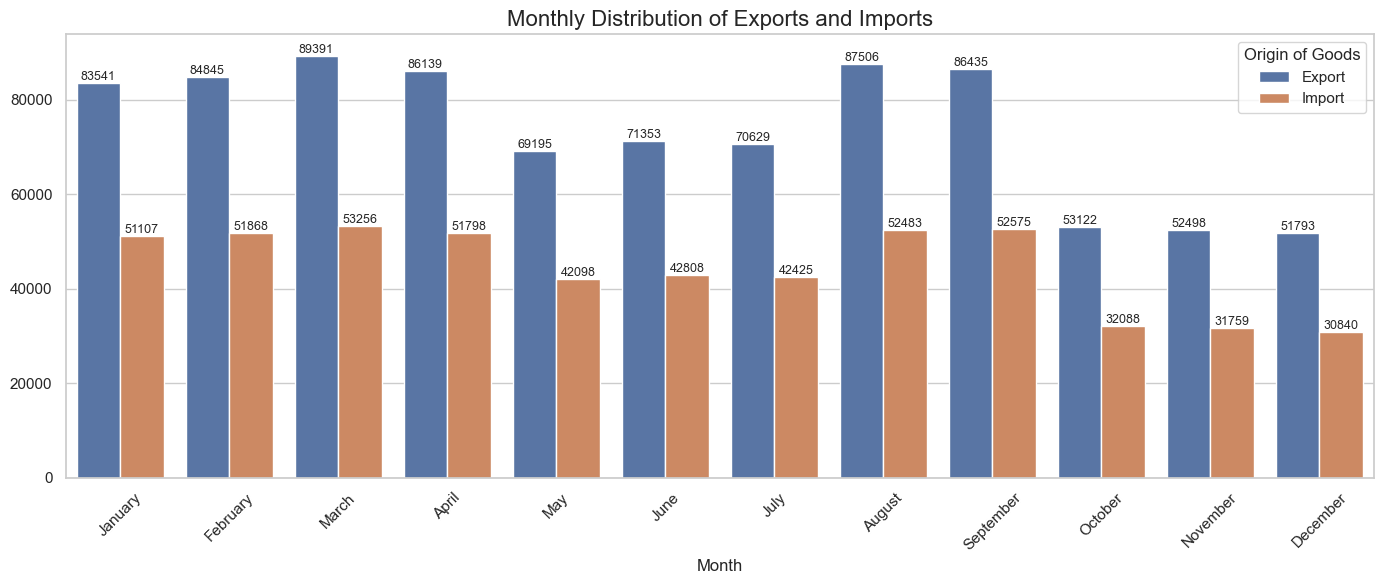 Monthly Distribution of Exports and Imports
Origin of Goods
Export
Import
80000
60000
40000
20000
0
83541
51107
84845
51868
89391
53256
86139
51798
69195
42098
71353
42808
70629
42425
87506
52483
86435
52575
53122
32088
52498
31759
51793
30840
January
February
March
April
May
June
July
August
September
October
November
December
Month